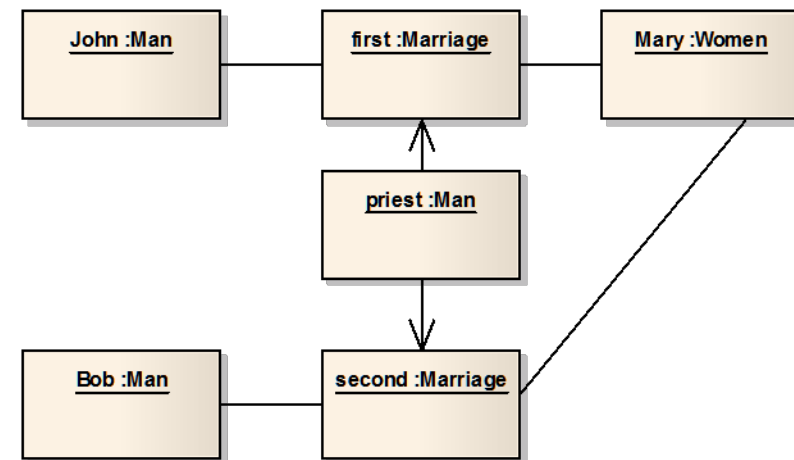 John :Man
first :Marriage
Mary :Women
priest :Man
Bob :Man
second :Marriage